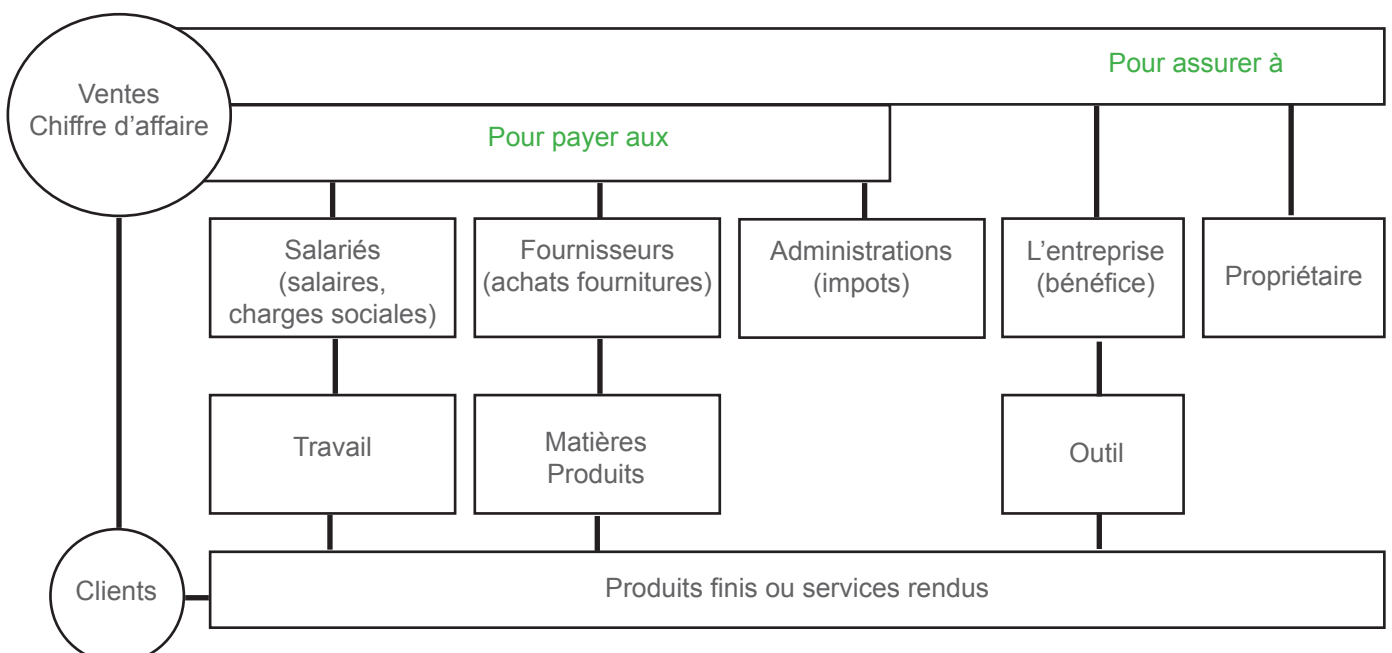 Pour assurer à
Ventes
Chiffre d'affaire
Pour payer aux
Salariés
(salaires,
charges sociales)
Fournisseurs
(achats fournitures)
Administrations
(impots)
L'entreprise
(bénéfice)
Propriétaire
Travail
Matières
Produits
Outil
Clients
Produits finis ou services rendus